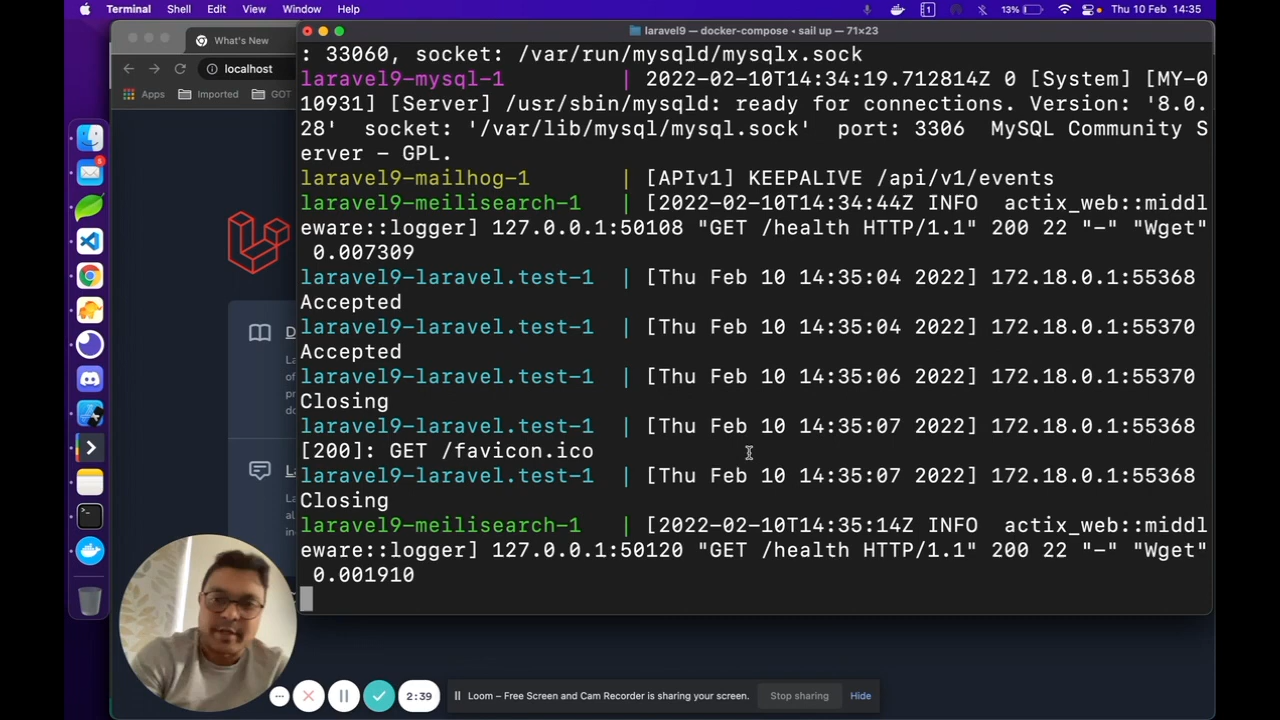 Terminal Shell Edit View Window Help 1 13% Thu 10 Feb 14:35
What's New
laravel9 — docker-compose ◂ sail up — 71×23
localhost
Apps Imported GOT
5
: 33060, socket: /var/run/mysqld/mysqlx.sock
laravel9-mysql-1 | 2022-02-10T14:34:19.712814Z 0 [System] [MY-0
10931] [Server] /usr/sbin/mysqld: ready for connections. Version: '8.0.
28' socket: '/var/lib/mysql/mysql.sock' port: 3306 MySQL Community S
erver - GPL.
laravel9-mailhog-1 | [APIv1] KEEPALIVE /api/v1/events
laravel9-meilisearch-1 | [2022-02-10T14:34:44Z INFO actix_web::middl
eware::logger] 127.0.0.1:50108 "GET /health HTTP/1.1" 200 22 "-" "Wget"
0.007309
laravel9-laravel.test-1 | [Thu Feb 10 14:35:04 2022] 172.18.0.1:55368
Accepted
laravel9-laravel.test-1 | [Thu Feb 10 14:35:04 2022] 172.18.0.1:55370
Accepted
laravel9-laravel.test-1 | [Thu Feb 10 14:35:06 2022] 172.18.0.1:55370
Closing
laravel9-laravel.test-1 | [Thu Feb 10 14:35:07 2022] 172.18.0.1:55368
[200]: GET /favicon.ico
laravel9-laravel.test-1 | [Thu Feb 10 14:35:07 2022] 172.18.0.1:55368
Closing
laravel9-meilisearch-1 | [2022-02-10T14:35:14Z INFO actix_web::middl
eware::logger] 127.0.0.1:50120 "GET /health HTTP/1.1" 200 22 "-" "Wget"
0.001910
2:39
Loom – Free Screen and Cam Recorder is sharing your screen. Stop sharing Hide